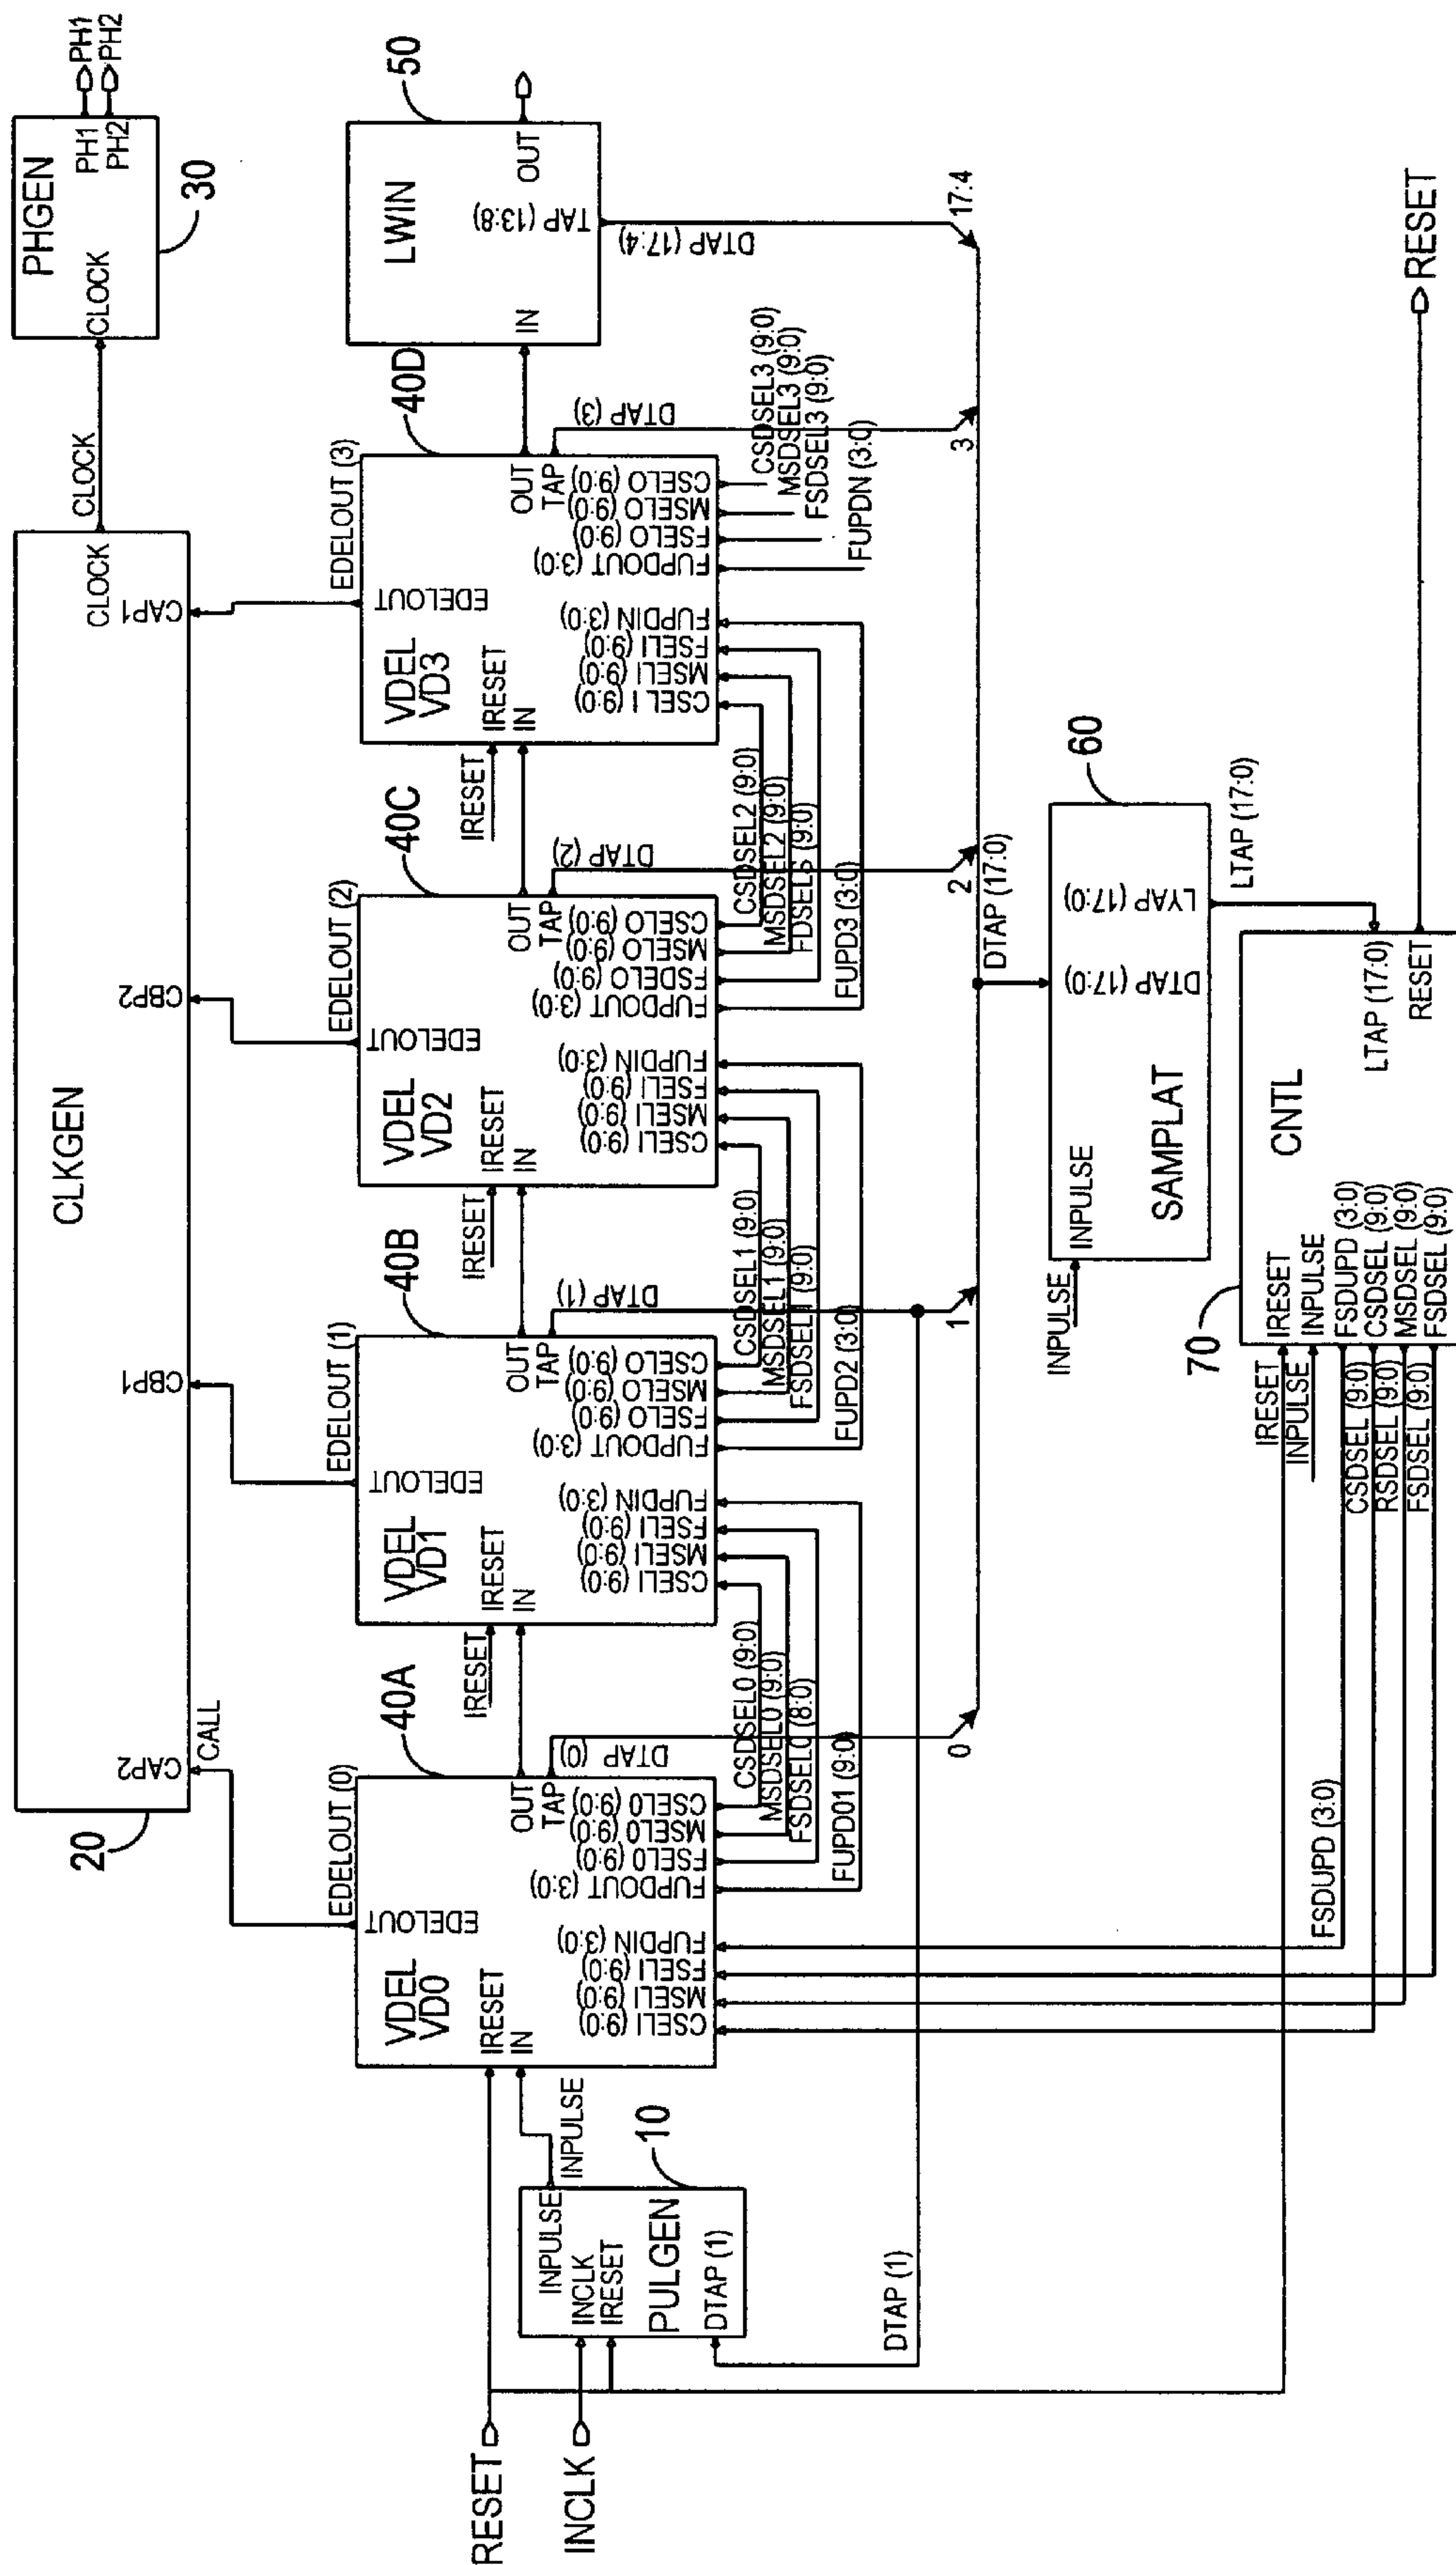 PHGEN
CLOCK
PH1
PH2
PH1
PH2
30
CLKGEN
CLOCK
CLOCK
CAP2
CBP1
CBP2
CAP1
CALL
20
RESET
INCLK
PULGEN
INPULSE
INCLK
IRESET
DTAP (1)
10
INPULSE
DTAP (1)
EDELOUT (0)
40A
EDELOUT
VDEL
VD0
IRESET
IN
OUT
TAP
CSELI (9:0)
MSELI (9:0)
FSELI (9:0)
FUPDIN (3:0)
FUPDOUT (3:0)
FSEL0 (9:0)
MSEL0 (9:0)
CSEL0 (9:0)
DTAP (0)
CSDSEL0 (9:0)
MSDSEL0 (9:0)
FSDSEL0 (8:0)
FUPD01 (9:0)
EDELOUT (1)
40B
EDELOUT
VDEL
VD1
IRESET
IRESET
IN
OUT
TAP
CSELI (9:0)
MSELI (9:0)
FSELI (9:0)
FUPDIN (3:0)
FUPDOUT (3:0)
FSELO (9:0)
MSELO (9:0)
CSELO (9:0)
DTAP (1)
CSDSEL1 (9:0)
MSDSEL1 (9:0)
FSDSEL1 (9:0)
FUPD2 (3:0)
EDELOUT (2)
40C
EDELOUT
VDEL
VD2
IRESET
IRESET
IN
OUT
TAP
CSELI (9:0)
MSELI (9:0)
FSELI (9:0)
FUPDIN (3:0)
FUPDOUT (3:0)
FSDELO (9:0)
MSELO (9:0)
CSELO (9:0)
DTAP (2)
CSDSEL2 (9:0)
MSDSEL2 (9:0)
(9:0)
FUPD3 (3:0)
EDELOUT (3)
40D
EDELOUT
VDEL
VD3
IRESET
IRESET
IN
OUT
TAP
CSELI (9:0)
MSELI (9:0)
FSELI (9:0)
FUPDIN (3:0)
FUPDOUT (3:0)
FSELO (9:0)
MSELO (9:0)
CSELO (9:0)
DTAP (3)
CSDSEL3 (9:0)
MSDSEL3 (9:0)
FSDSEL3 (9:0)
FUPDN (3:0)
50
LWIN
IN
OUT
TAP (13:8)
DTAP (17:4)
0
1
2
3
17:4
DTAP (17:0)
60
INPULSE
INPULSE
SAMPLAT
DTAP (17:0)
LYAP (17:0)
LTAP (17:0)
70
CNTL
LTAP (17:0)
RESET
RESET
IRESET
INPULSE
IRESET
INPULSE
FSDUPD (3:0)
CSDSEL (9:0)
MSDSEL (9:0)
FSDSEL (9:0)
CSDSEL (9:0)
RSDSEL (9:0)
FSDSEL (9:0)
FSDUPD (3:0)